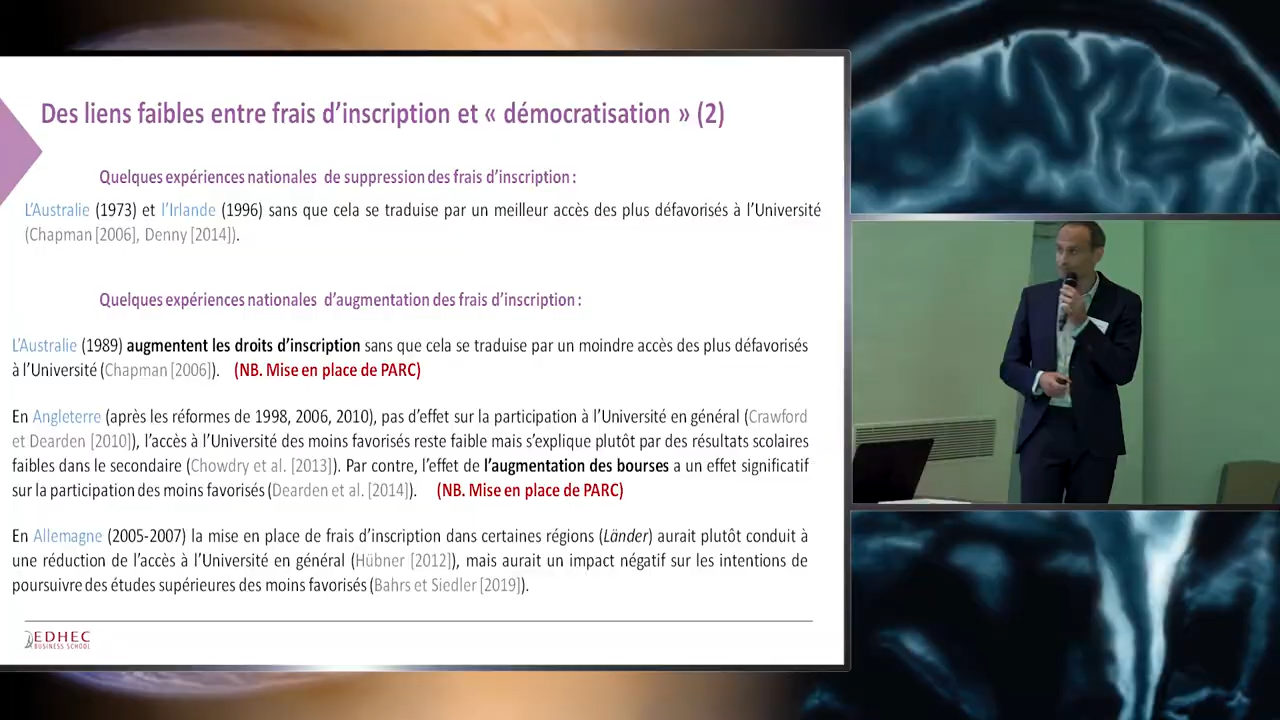 Des liens faibles entre frais d’inscription et « démocratisation » (2)
Quelques expériences nationales de suppression des frais d’inscription :
L’Australie (1973) et l’Irlande (1996) sans que cela se traduise par un meilleur accès des plus défavorisés à l’Université
(Chapman [2006], Denny [2014]).
Quelques expériences nationales d’augmentation des frais d’inscription :
L’Australie (1989) augmentent les droits d’inscription sans que cela se traduise par un moindre accès des plus défavorisés
à l’Université (Chapman [2006]). (NB. Mise en place de PARC)
En Angleterre (après les réformes de 1998, 2006, 2010), pas d’effet sur la participation à l’Université en général (Crawford
et Dearden [2010]), l’accès à l’Université des moins favorisés reste faible mais s’explique plutôt par des résultats scolaires
faibles dans le secondaire (Chowdry et al. [2013]). Par contre, l’effet de l’augmentation des bourses a un effet significatif
sur la participation des moins favorisés (Dearden et al. [2014]). (NB. Mise en place de PARC)
En Allemagne (2005-2007) la mise en place de frais d’inscription dans certaines régions (Länder) aurait plutôt conduit à
une réduction de l’accès à l’Université en général (Hübner [2012]), mais aurait un impact négatif sur les intentions de
poursuivre des études supérieures des moins favorisés (Bahrs et Siedler [2019]).
EDHEC
BUSINESS SCHOOL